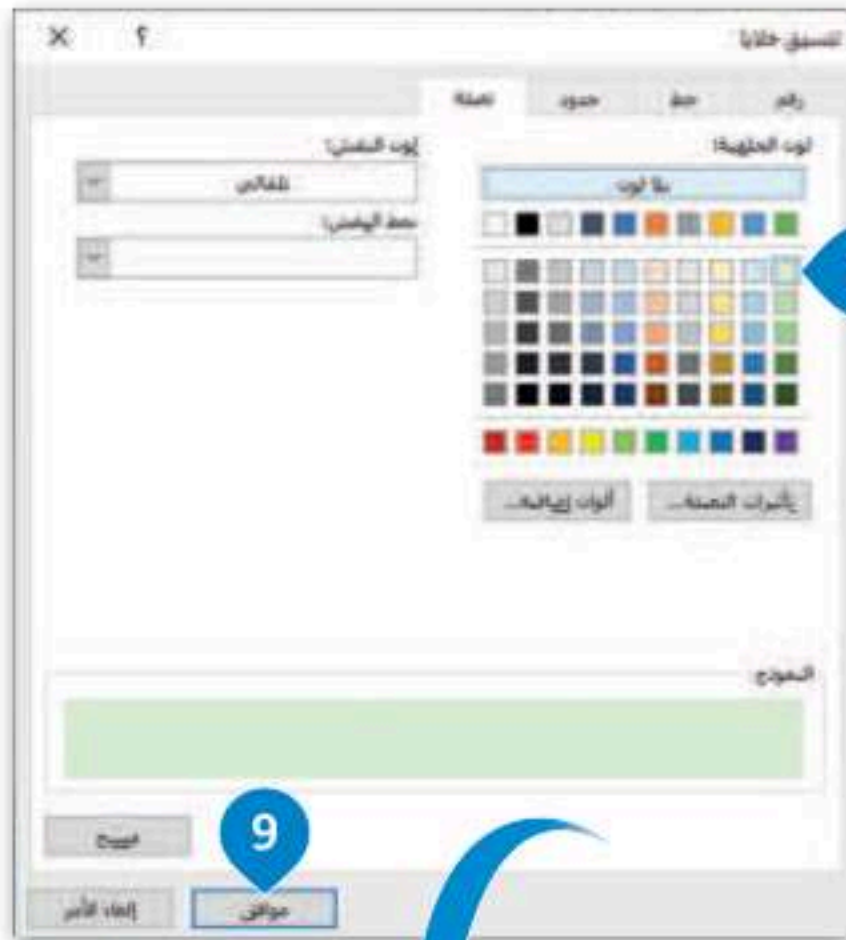 تنسيق خلايا ؟ ×
رقم خط حدود تعبئة
لون الخلفية: لون النقش:
بلا لون تلقائي
نمط النقش:
تأثيرات التعبئة... ألوان إضافية...
النموذج
مسح
9
موافق إلغاء الأمر